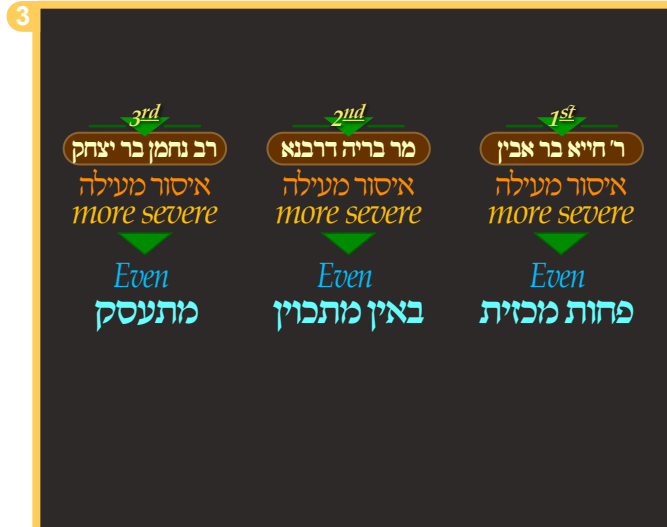 3
1st
ר׳ חייא בר אבין
איסור מעילה
more severe
Even
פחות מכזית
2nd
מר בריה דרבנא
איסור מעילה
more severe
Even
באין מתכוין
3rd
רב נחמן בר יצחק
איסור מעילה
more severe
Even
מתעסק